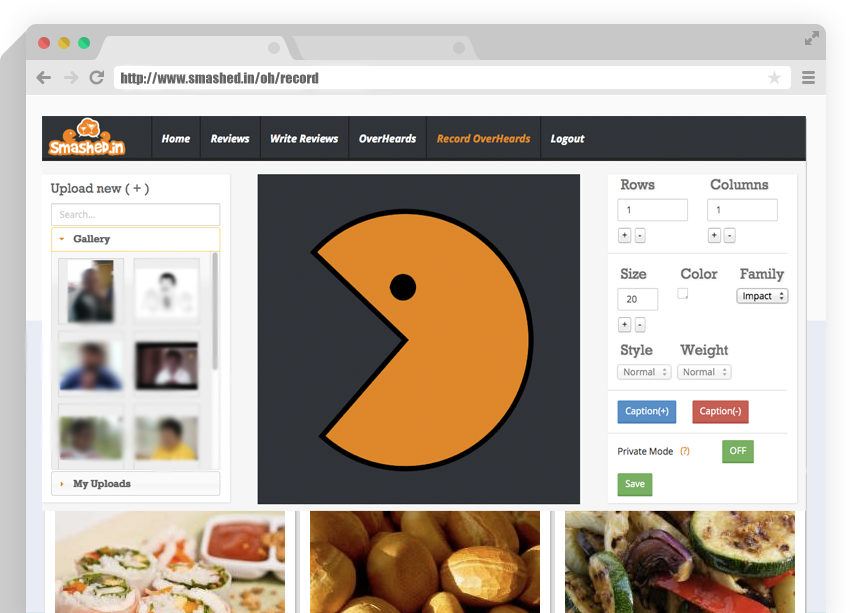 http://www.smashed.in/oh/record
Smashed.in
Home Reviews Write Reviews OverHeards Record OverHeards Logout
Upload new ( + )
Search...
Gallery
My Uploads
Rows Columns
1 1
+ - + -
Size Color Family
20 Impact
+ -
Style Weight
Normal Normal
Caption(+) Caption(-)
Private Mode (?) OFF
Save